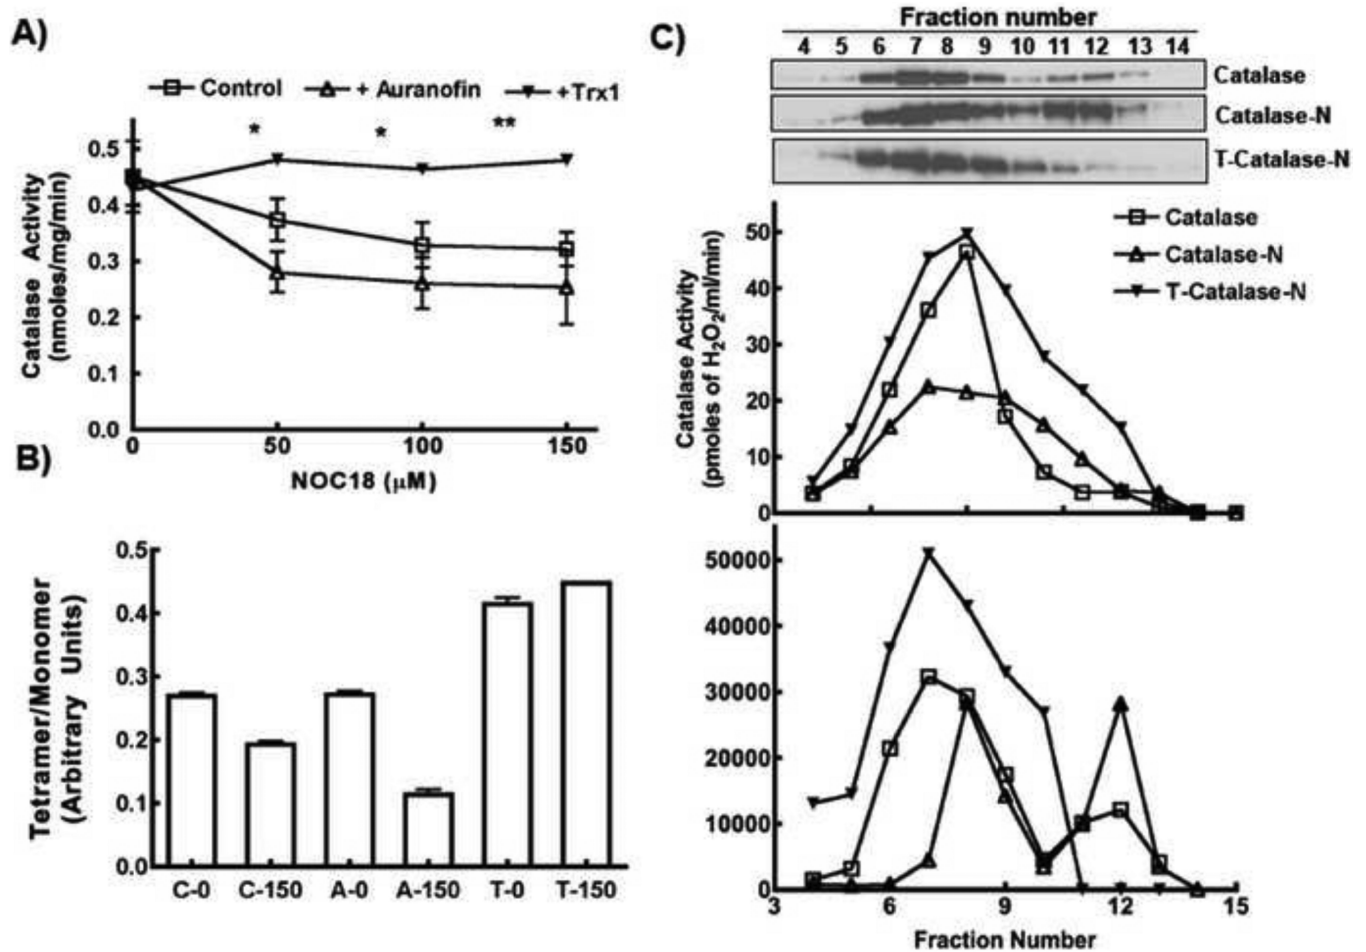 A)
Control + Auranofin +Trx1
* * **
0.5
0.4
0.3
0.2
0.1
0.0
0 50 100 150
Catalase Activity
(nmoles/mg/min)
NOC18 (μM)
B)
0.5
0.4
0.3
0.2
0.1
0.0
Tetramer/Monomer
(Arbitrary Units)
C-0 C-150 A-0 A-150 T-0 T-150
C)
Fraction number
4 5 6 7 8 9 10 11 12 13 14
Catalase
Catalase-N
T-Catalase-N
Catalase
Catalase-N
T-Catalase-N
50
40
30
20
10
0
Catalase Activity
(pmoles of H₂O₂/ml/min)
50000
40000
30000
20000
10000
0
3 6 9 12 15
Fraction Number